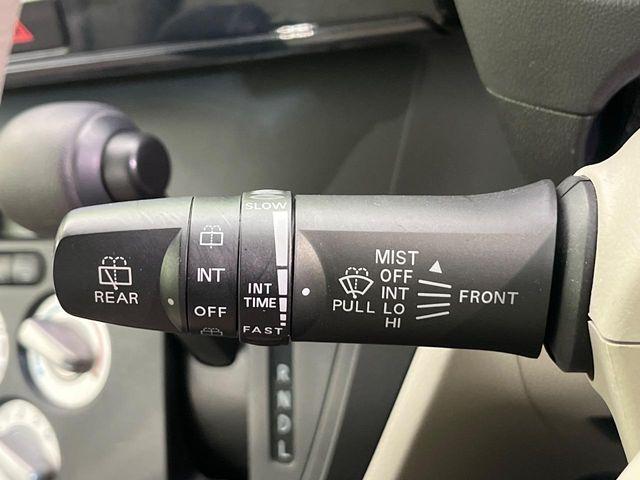 REAR
INT
OFF
SLOW
INT
TIME
FAST
PULL
MIST
OFF
INT
LO
HI
FRONT
R
N
D
L